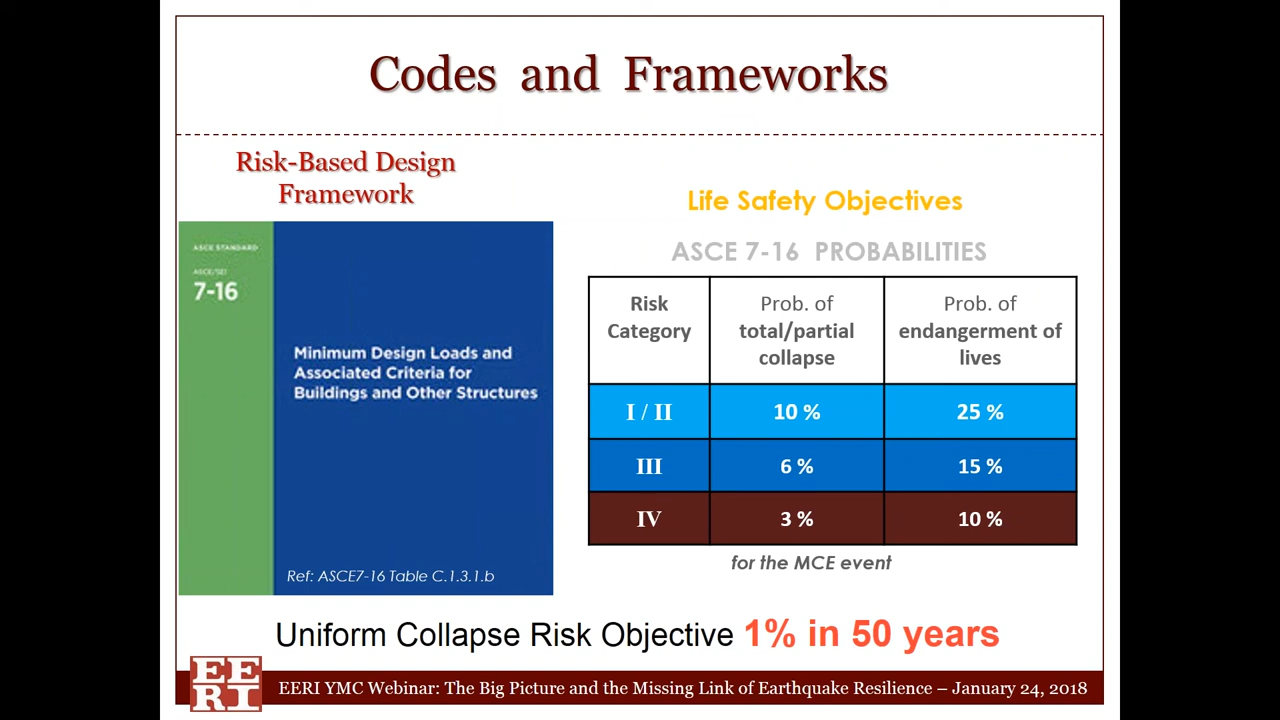 Codes and Frameworks
Risk-Based Design
Framework
ASCE STANDARD
ASCE/SEI
7-16
Minimum Design Loads and
Associated Criteria for
Buildings and Other Structures
Ref: ASCE7-16 Table C.1.3.1.b
Life Safety Objectives
ASCE 7-16 PROBABILITIES
Risk Category Prob. of total/partial collapse Prob. of endangerment of lives
I / II 10 % 25 %
III 6 % 15 %
IV 3 % 10 %
for the MCE event
Uniform Collapse Risk Objective 1% in 50 years
EE
RI
EERI YMC Webinar: The Big Picture and the Missing Link of Earthquake Resilience – January 24, 2018